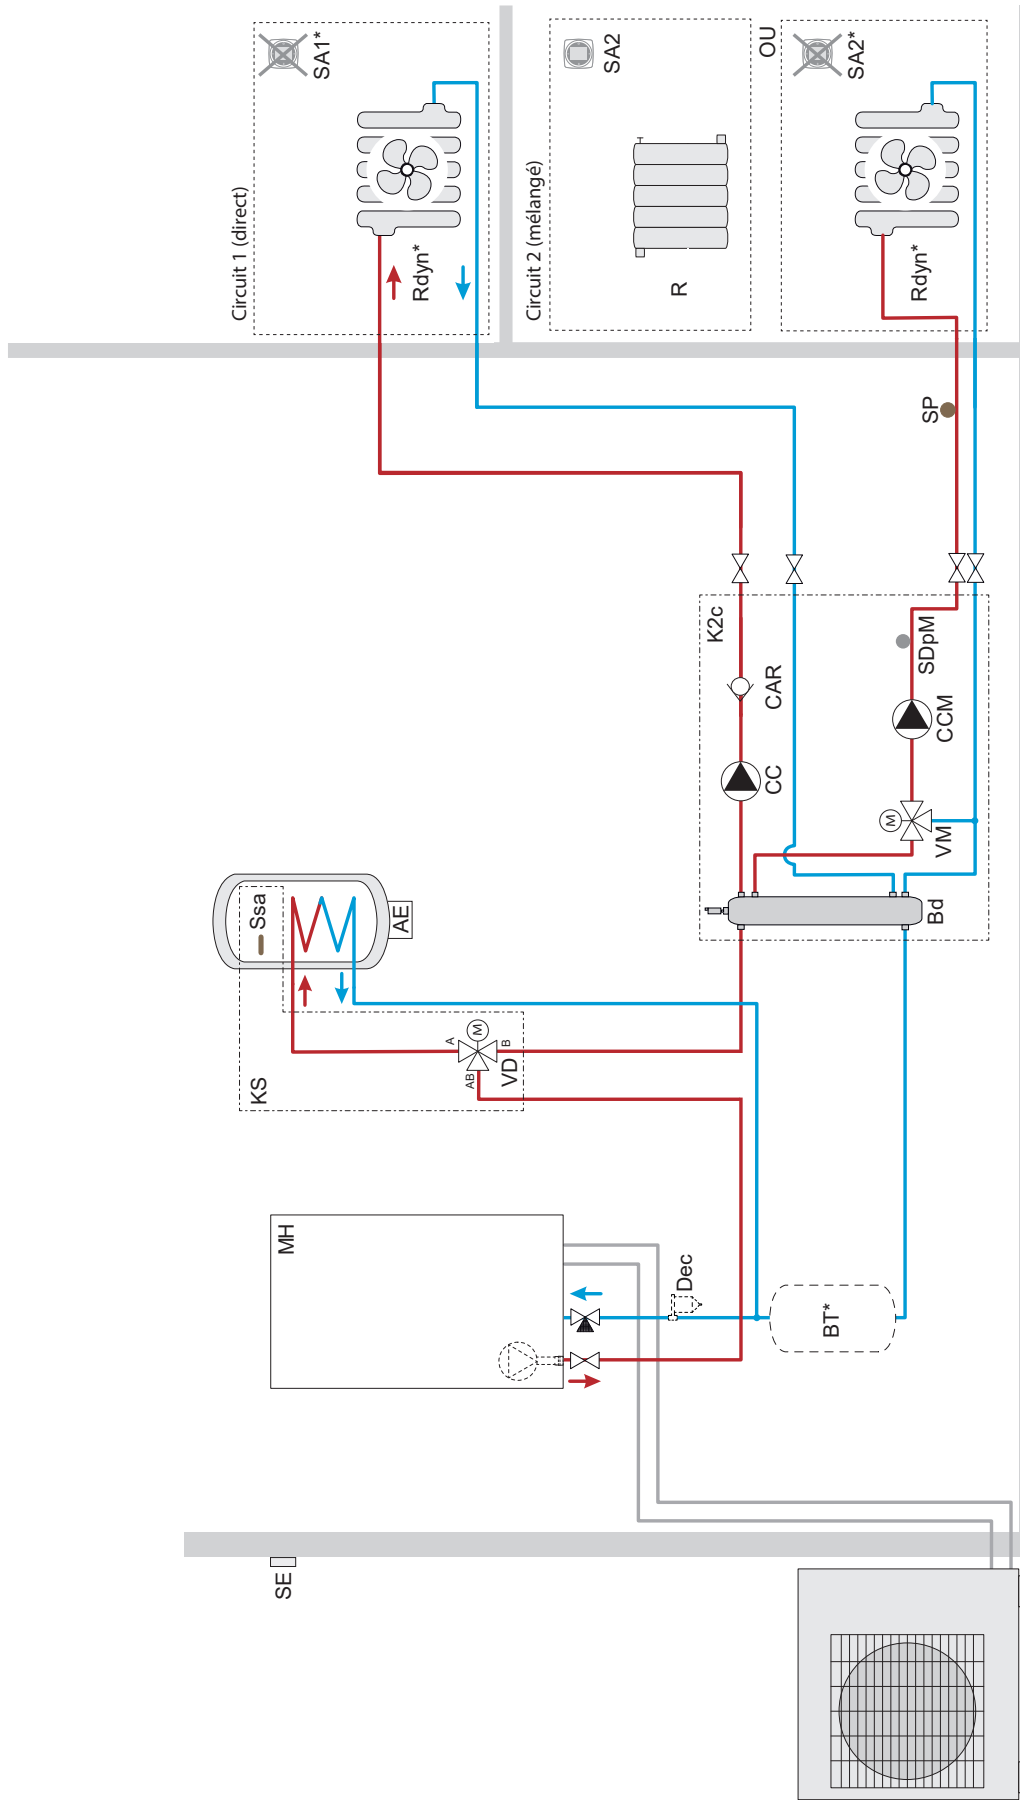 SE
MH
Dec
BT*
KS
AB
VD
A
B
M
Ssa
AE
Bd
VM
M
CCM
SDpM
CC
CAR
K2c
SP
Circuit 1 (direct)
SA1*
Rdyn*
Circuit 2 (mélangé)
SA2
R
OU
SA2*
Rdyn*